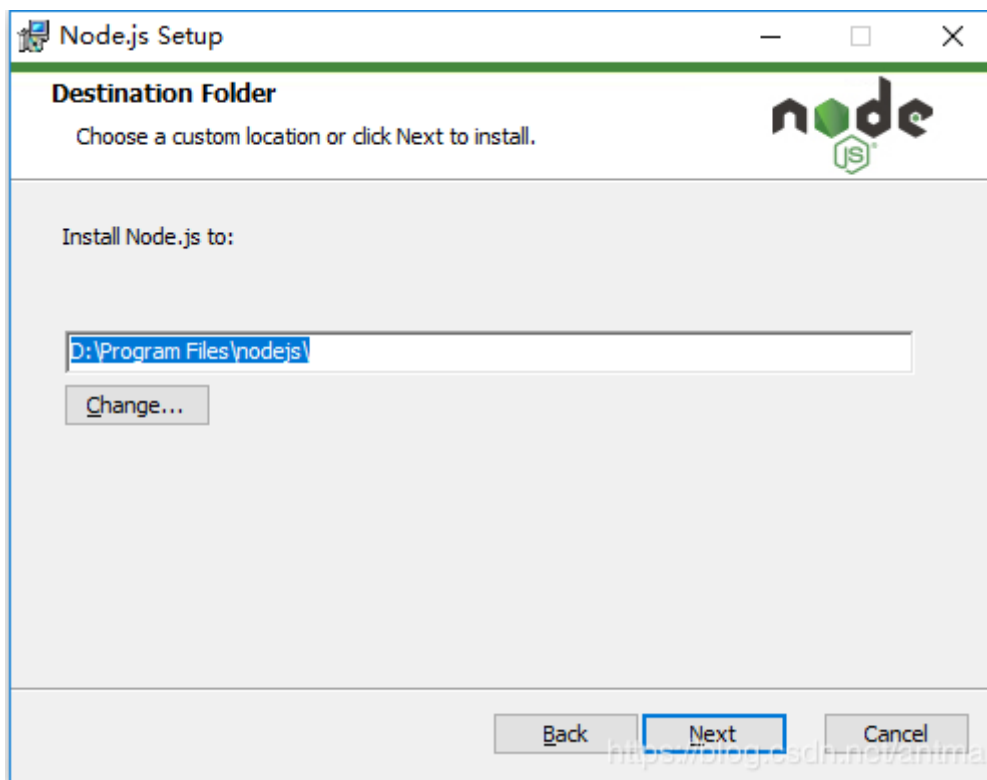 Node.js Setup
Destination Folder
Choose a custom location or click Next to install.
node
JS
Install Node.js to:
D:\Program Files\nodejs\
Change...
Back
Next
Cancel
https://blog.csdn.net/antma